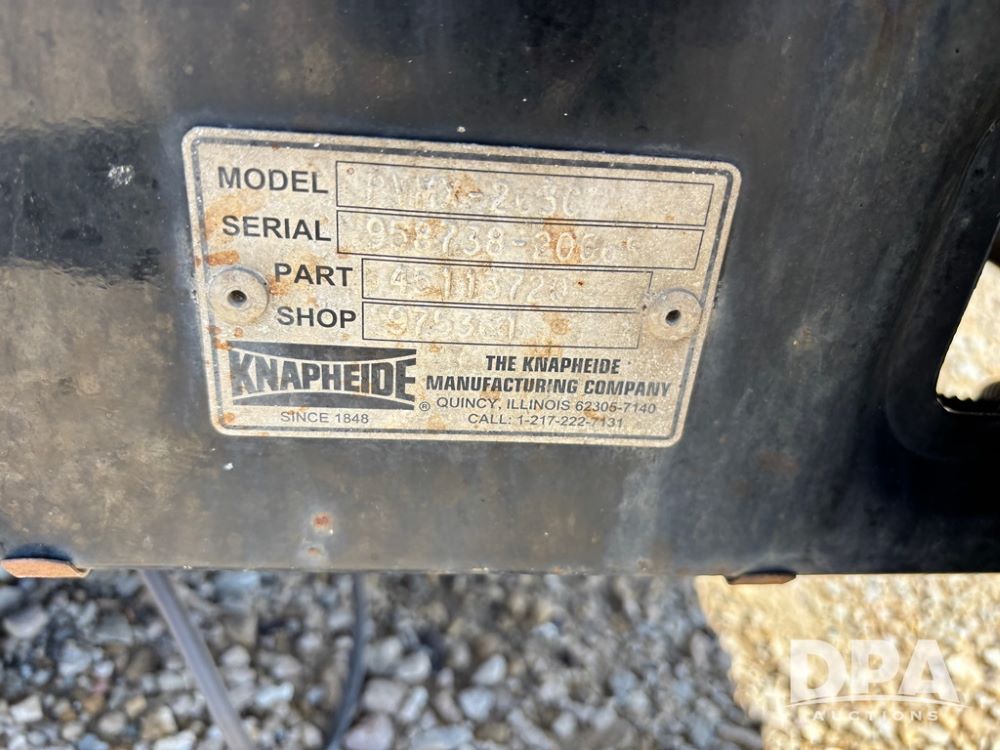 MODEL
SERIAL
PART
SHOP
KNAPHEIDE ®
SINCE 1848
THE KNAPHEIDE
MANUFACTURING COMPANY
QUINCY, ILLINOIS 62305-7140
CALL: 1-217-222-7131
DPA
AUCTIONS